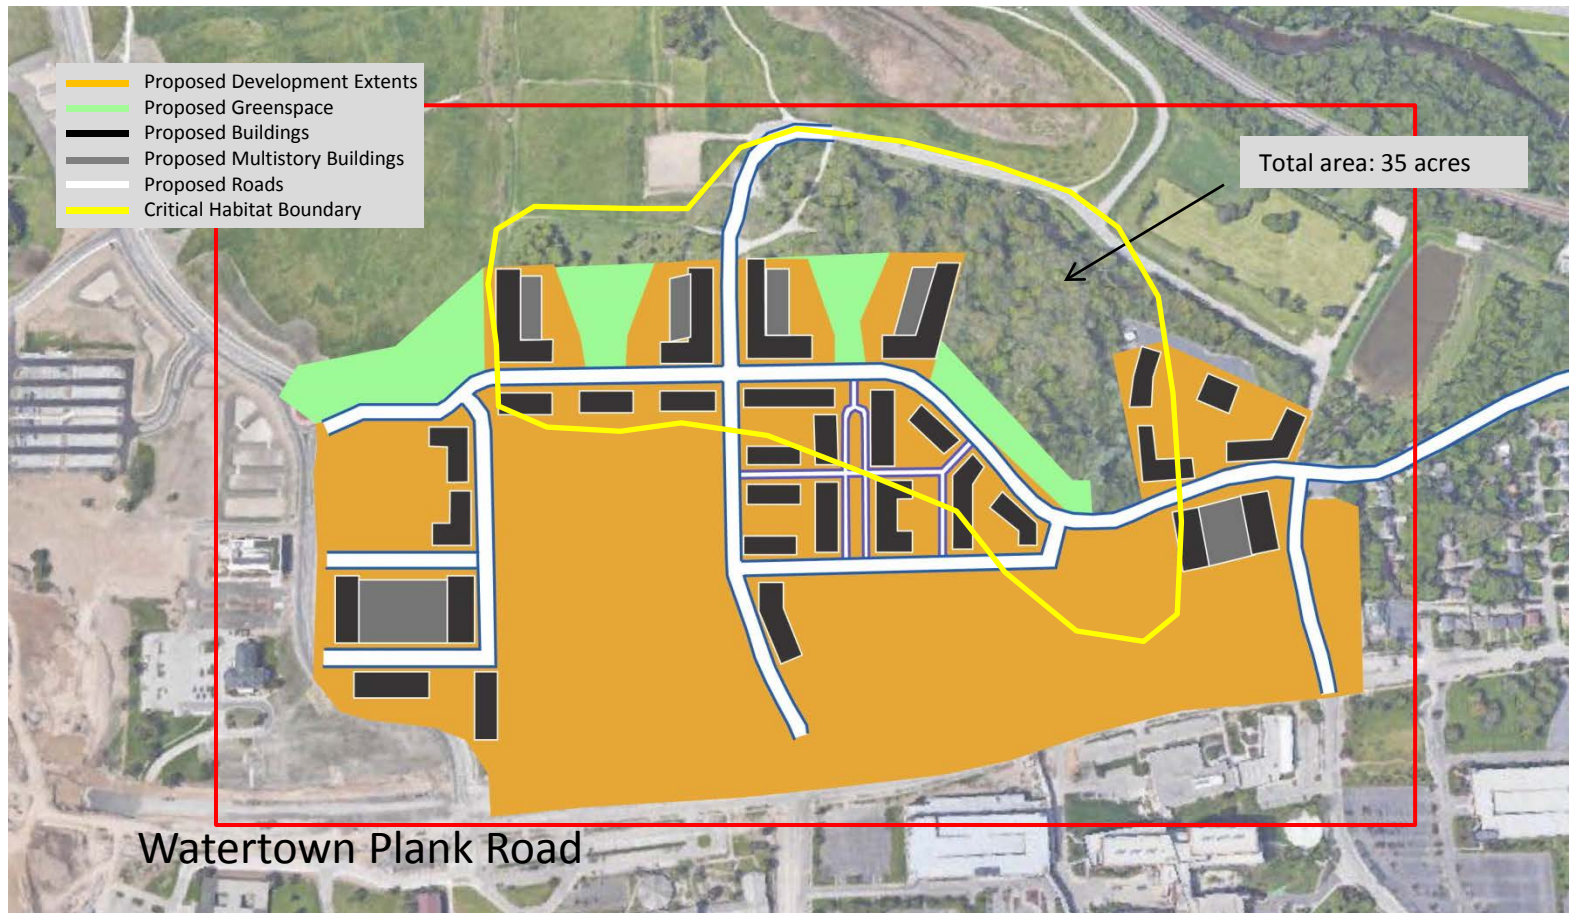 Proposed Development Extents
Proposed Greenspace
Proposed Buildings
Proposed Multistory Buildings
Proposed Roads
Critical Habitat Boundary
Total area: 35 acres
Watertown Plank Road